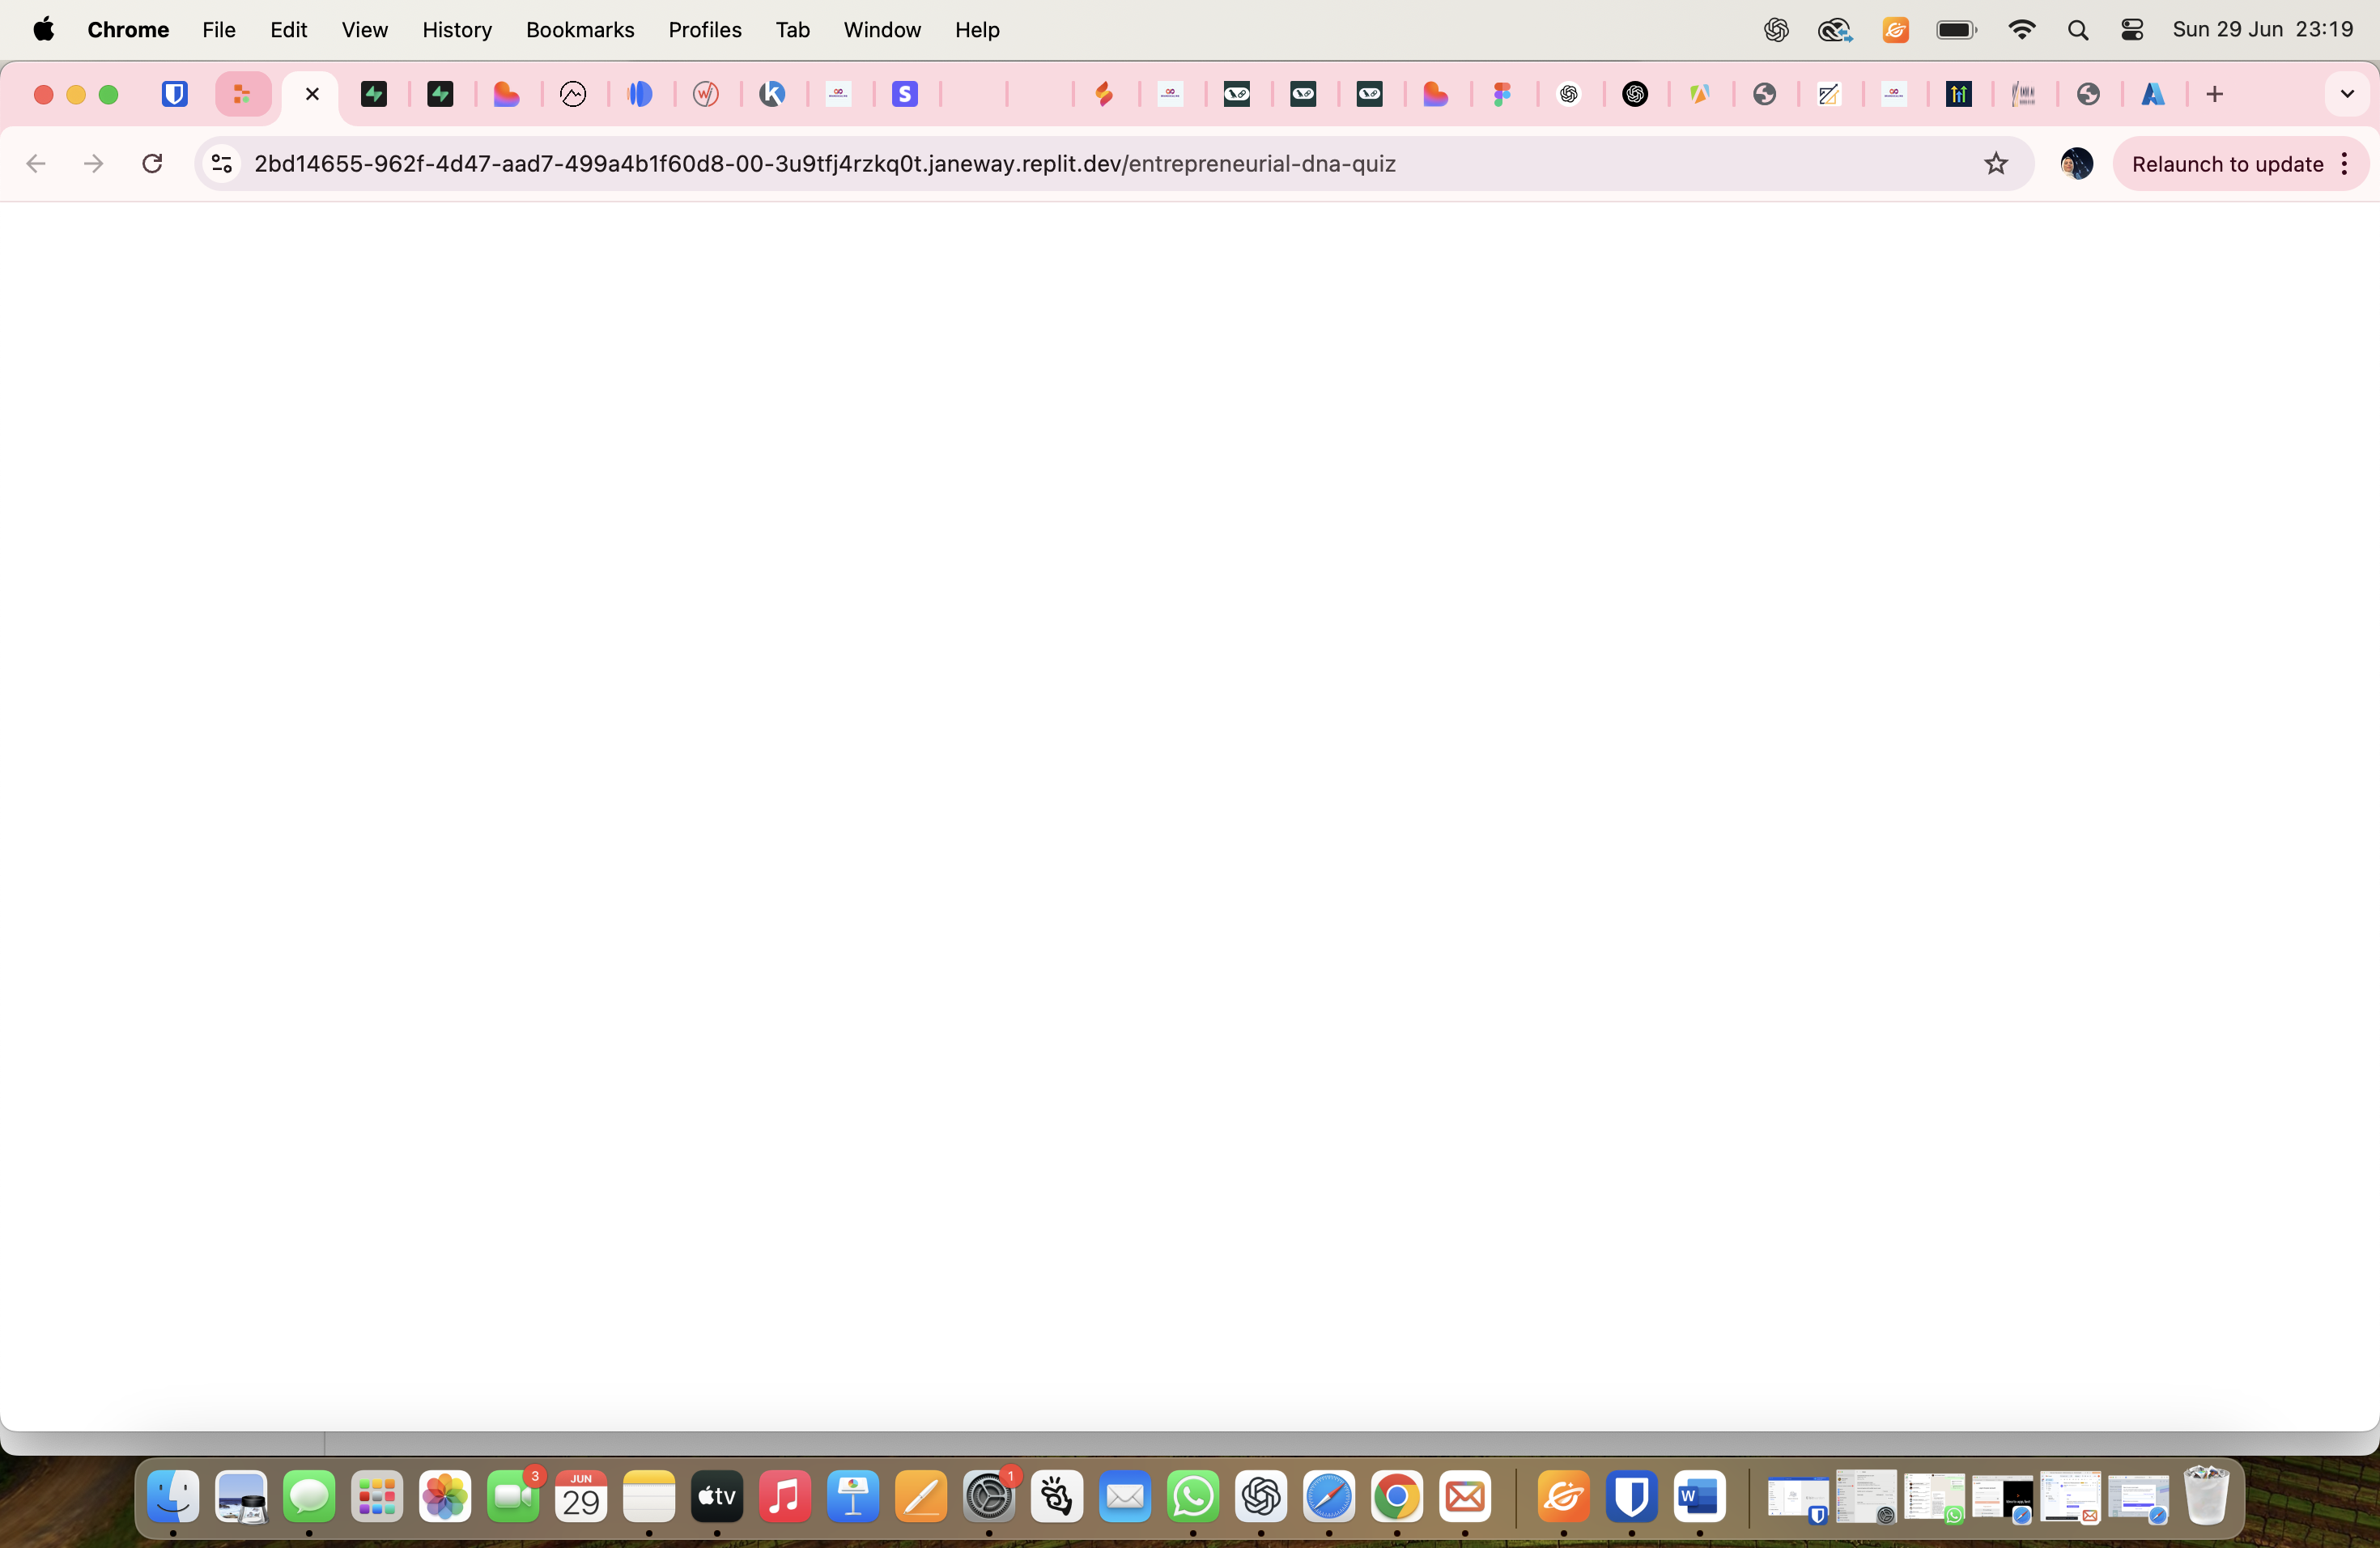 Chrome File Edit View History Bookmarks Profiles Tab Window Help Sun 29 Jun 23:19
2bd14655-962f-4d47-aad7-499a4b1f60d8-00-3u9tfj4rzkq0t.janeway.replit.dev/entrepreneurial-dna-quiz Relaunch to update
3 JUN 29 tv 1 W